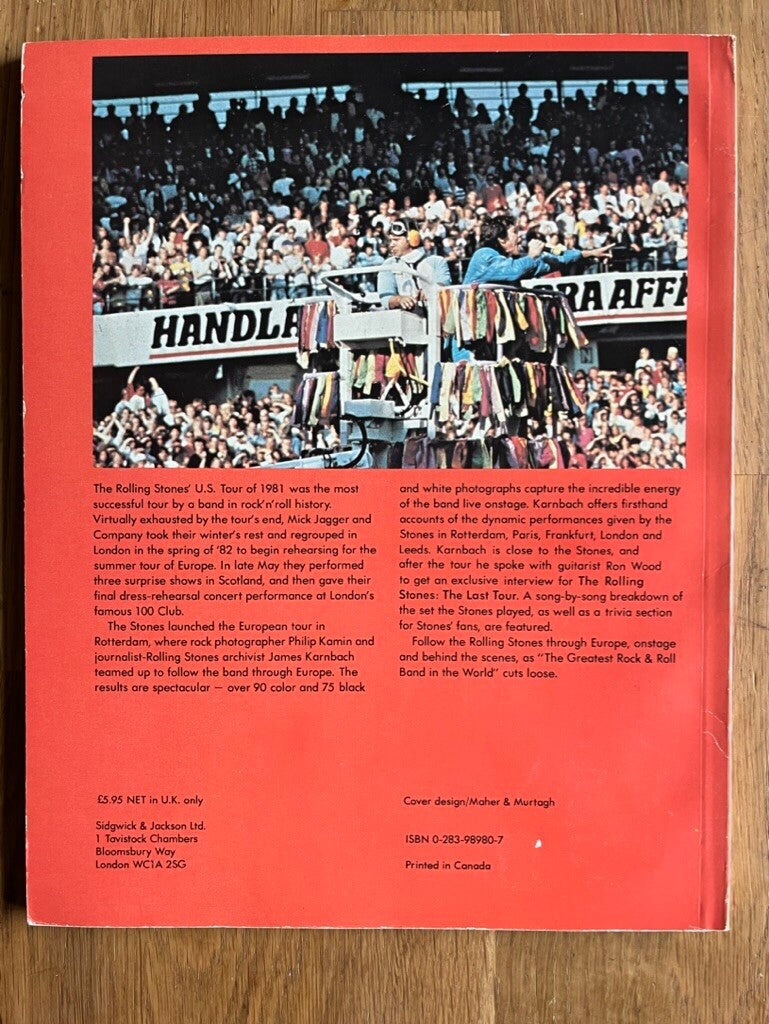 HANDLA
RA AFF
N
The Rolling Stones' U.S. Tour of 1981 was the most
successful tour by a band in rock'n'roll history.
Virtually exhausted by the tour's end, Mick Jagger and
Company took their winter's rest and regrouped in
London in the spring of '82 to begin rehearsing for the
summer tour of Europe. In late May they performed
three surprise shows in Scotland, and then gave their
final dress-rehearsal concert performance at London's
famous 100 Club.
The Stones launched the European tour in
Rotterdam, where rock photographer Philip Kamin and
journalist-Rolling Stones archivist James Karnbach
teamed up to follow the band through Europe. The
results are spectacular — over 90 color and 75 black
and white photographs capture the incredible energy
of the band live onstage. Karnbach offers firsthand
accounts of the dynamic performances given by the
Stones in Rotterdam, Paris, Frankfurt, London and
Leeds. Karnbach is close to the Stones, and
after the tour he spoke with guitarist Ron Wood
to get an exclusive interview for The Rolling
Stones: The Last Tour. A song-by-song breakdown of
the set the Stones played, as well as a trivia section
for Stones' fans, are featured.
Follow the Rolling Stones through Europe, onstage
and behind the scenes, as "The Greatest Rock & Roll
Band in the World" cuts loose.
£5.95 NET in U.K. only
Sidgwick & Jackson Ltd.
1 Tavistock Chambers
Bloomsbury Way
London WC1A 2SG
Cover design/Maher & Murtagh
ISBN 0-283-98980-7
Printed in Canada